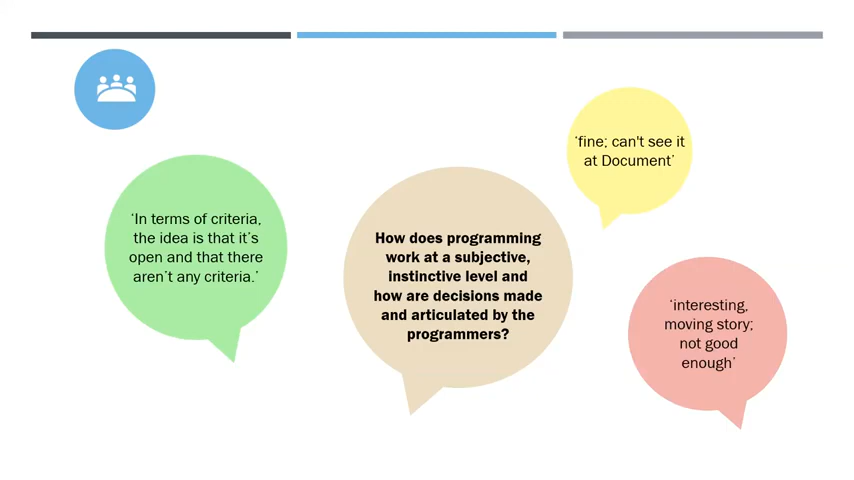 ‘In terms of criteria,
the idea is that it’s
open and that there
aren’t any criteria.’
How does programming
work at a subjective,
instinctive level and
how are decisions made
and articulated by the
programmers?
‘fine; can't see it
at Document’
‘interesting,
moving story;
not good
enough’